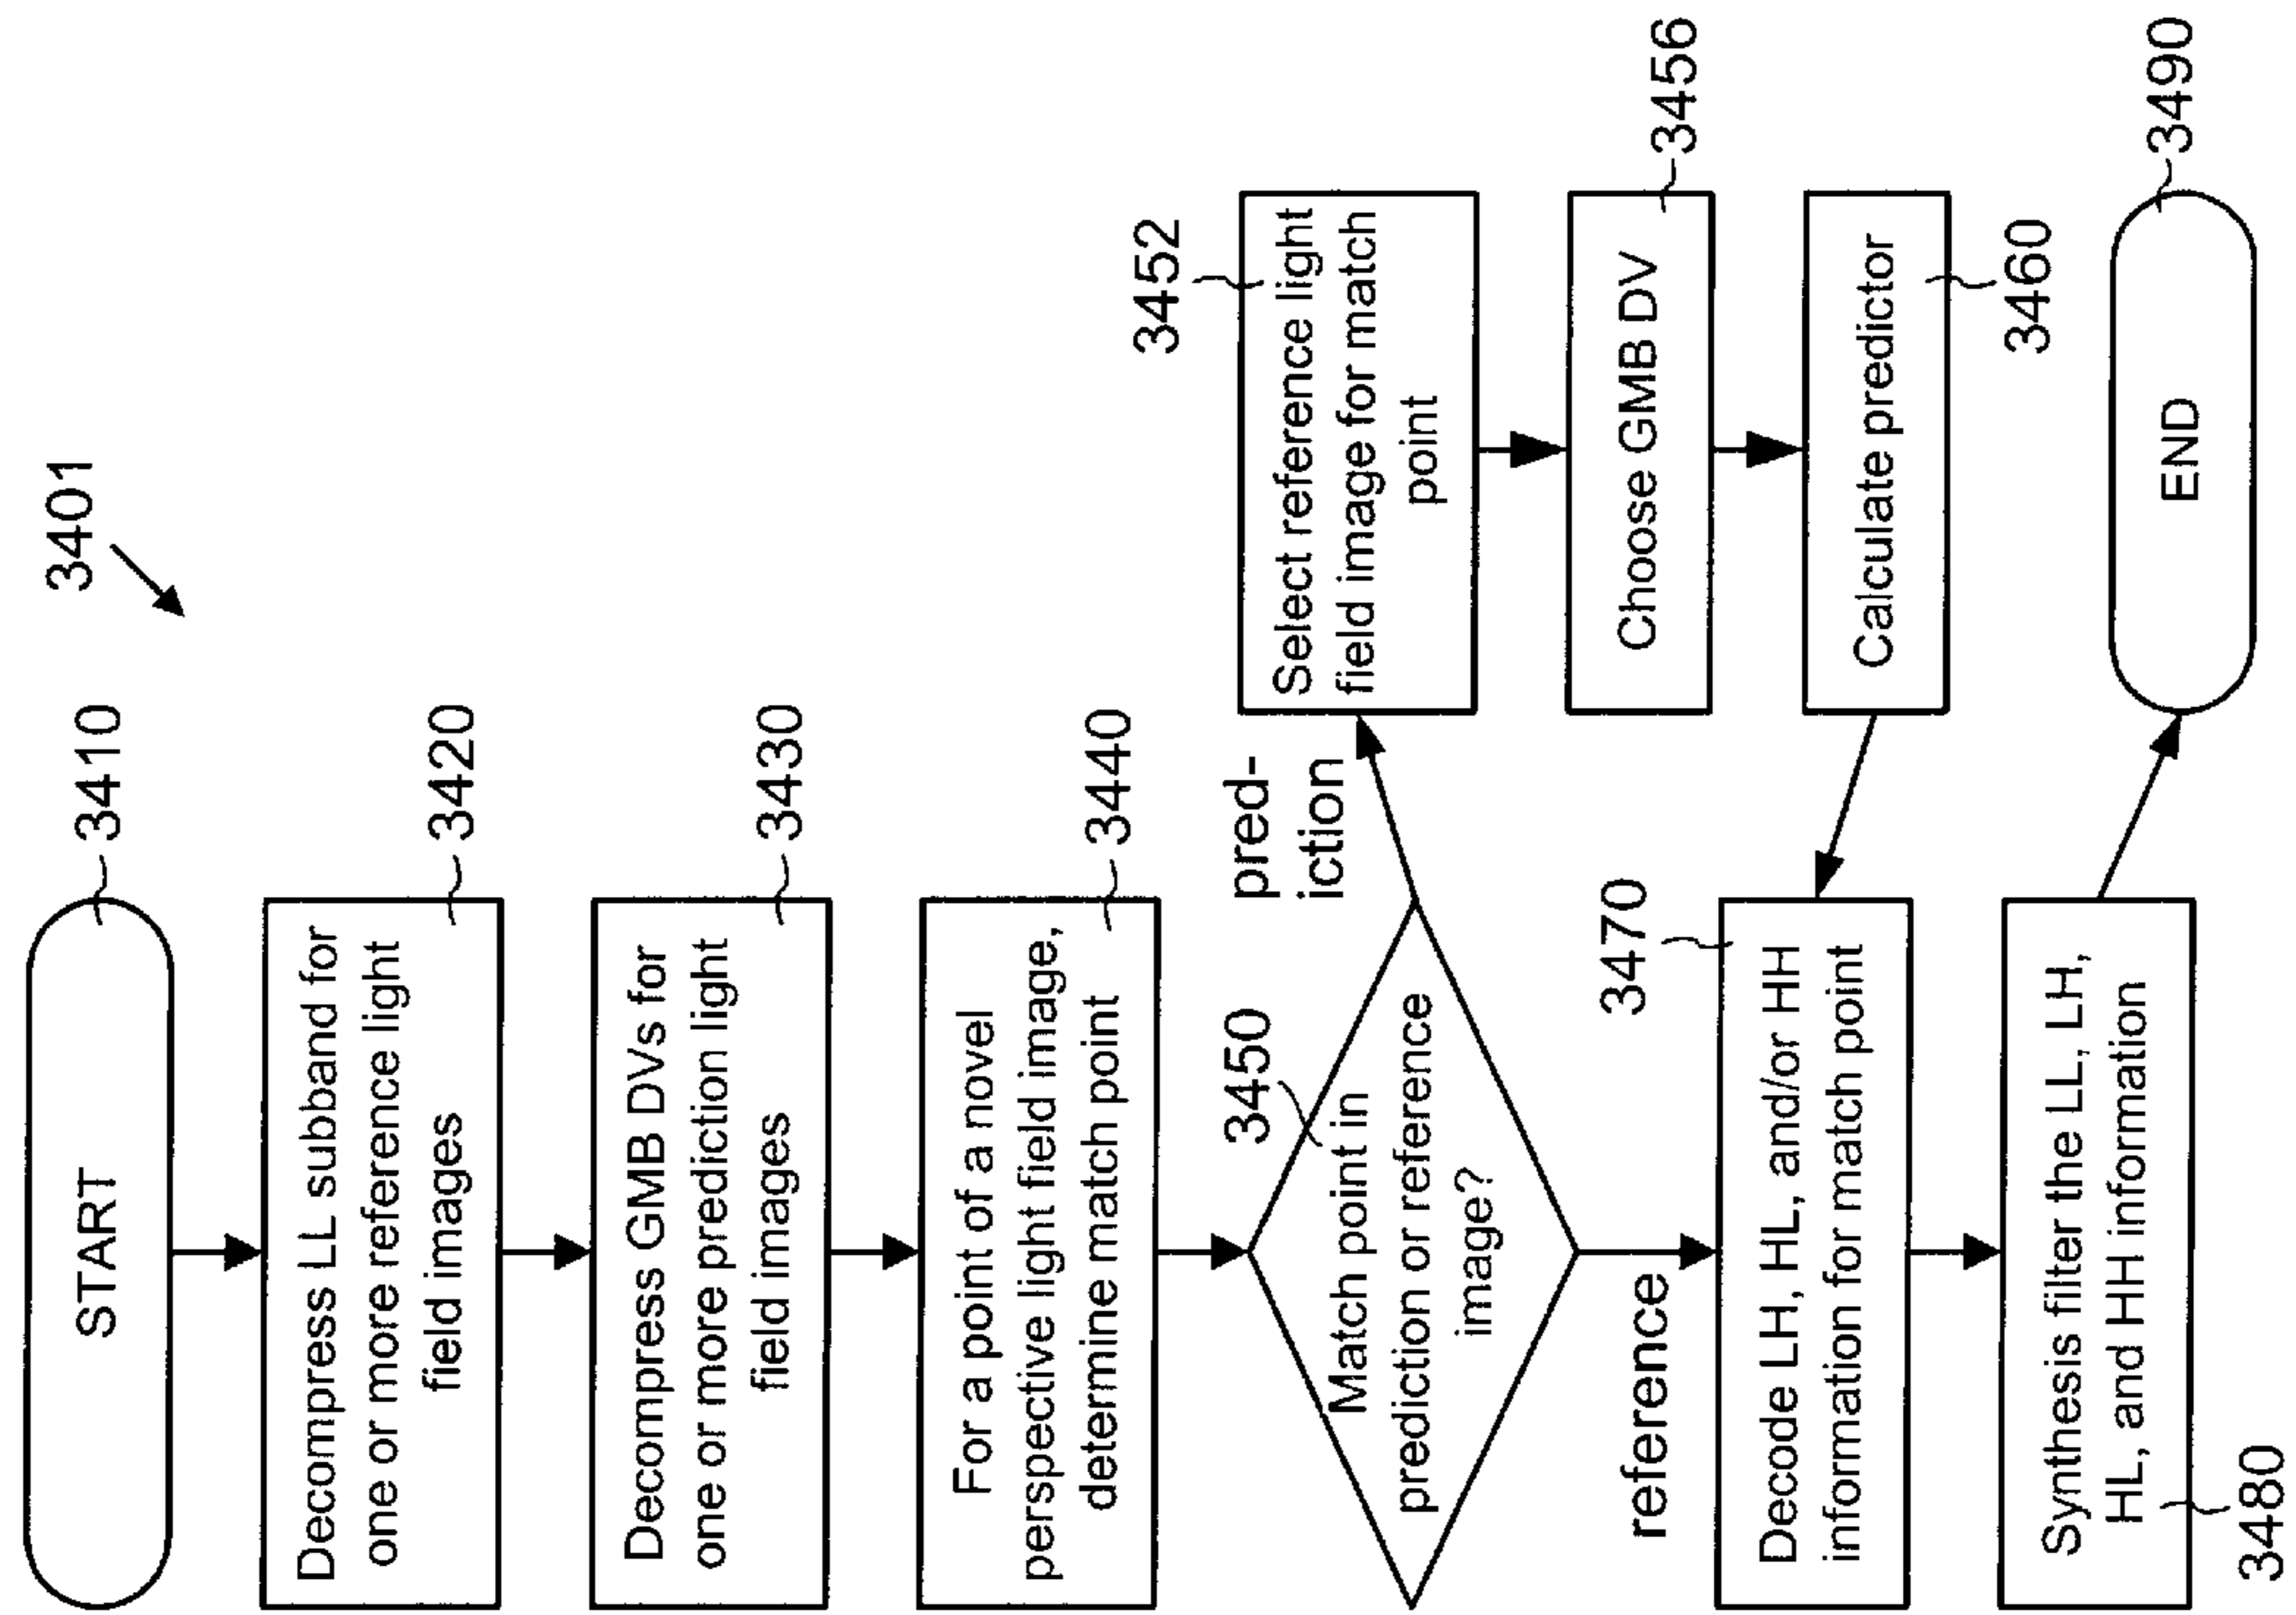 3401
START
3410
Decompress LL subband for
one or more reference light
field images
3420
Decompress GMB DVs for
one or more prediction light
field images
3430
For a point of a novel
perspective light field image,
determine match point
3440
3450
Match point in
prediction or reference
image?
pred-
iction
reference
3452
Select reference light
field image for match
point
Choose GMB DV
3456
Calculate predictor
3460
3470
Decode LH, HL, and/or HH
information for match point
Synthesis filter the LL, LH,
HL, and HH information
3480
END
3490